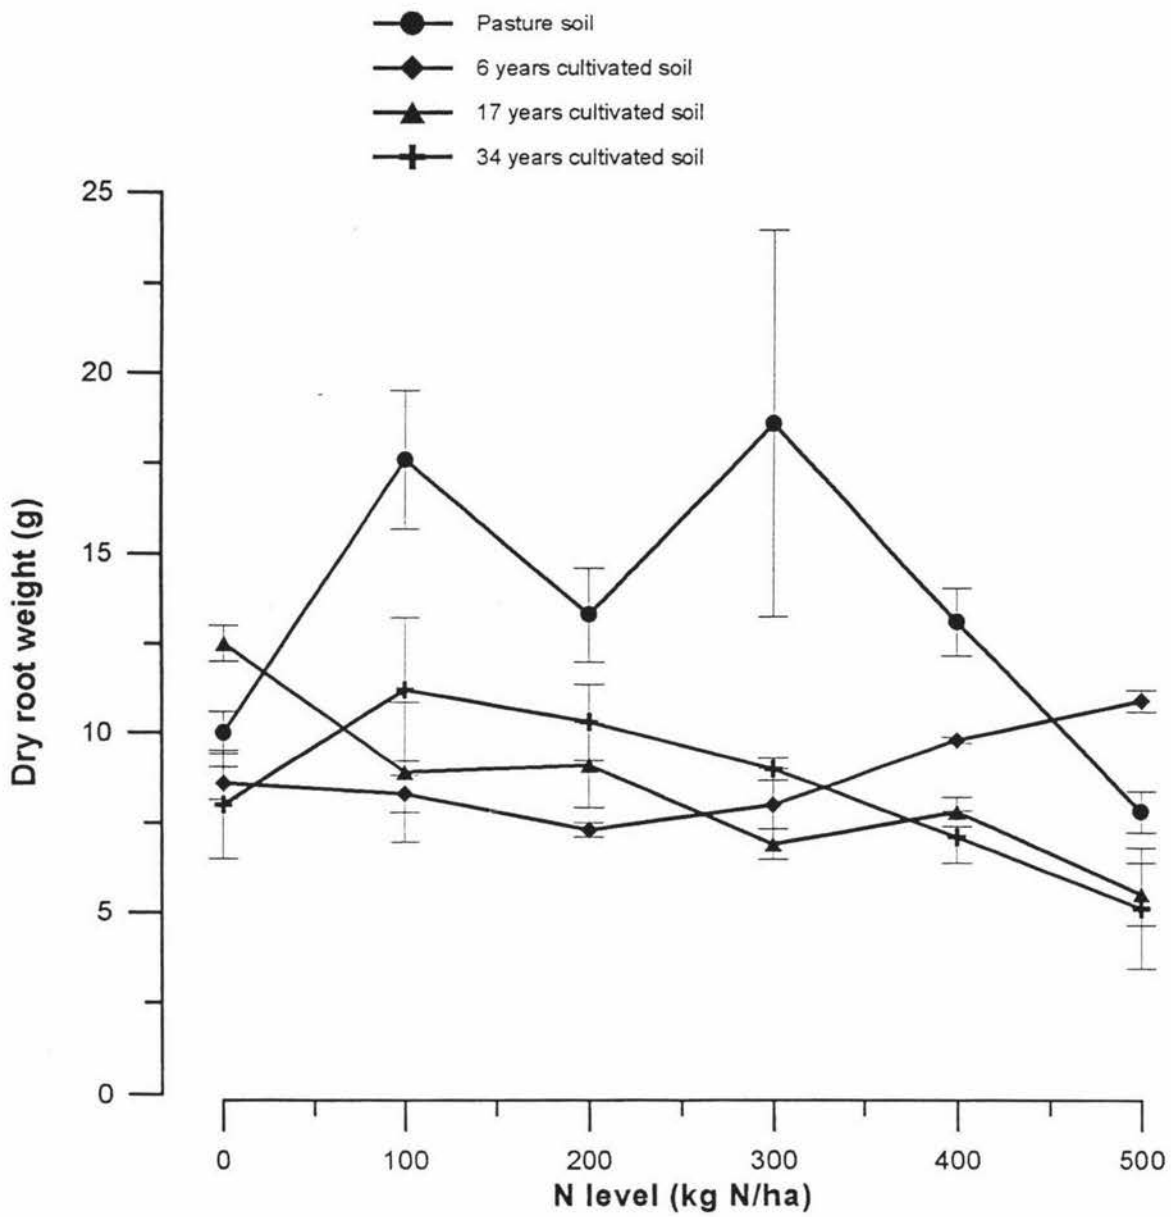 Pasture soil
6 years cultivated soil
17 years cultivated soil
34 years cultivated soil
25
20
15
10
5
0
Dry root weight (g)
0 100 200 300 400 500
N level (kg N/ha)